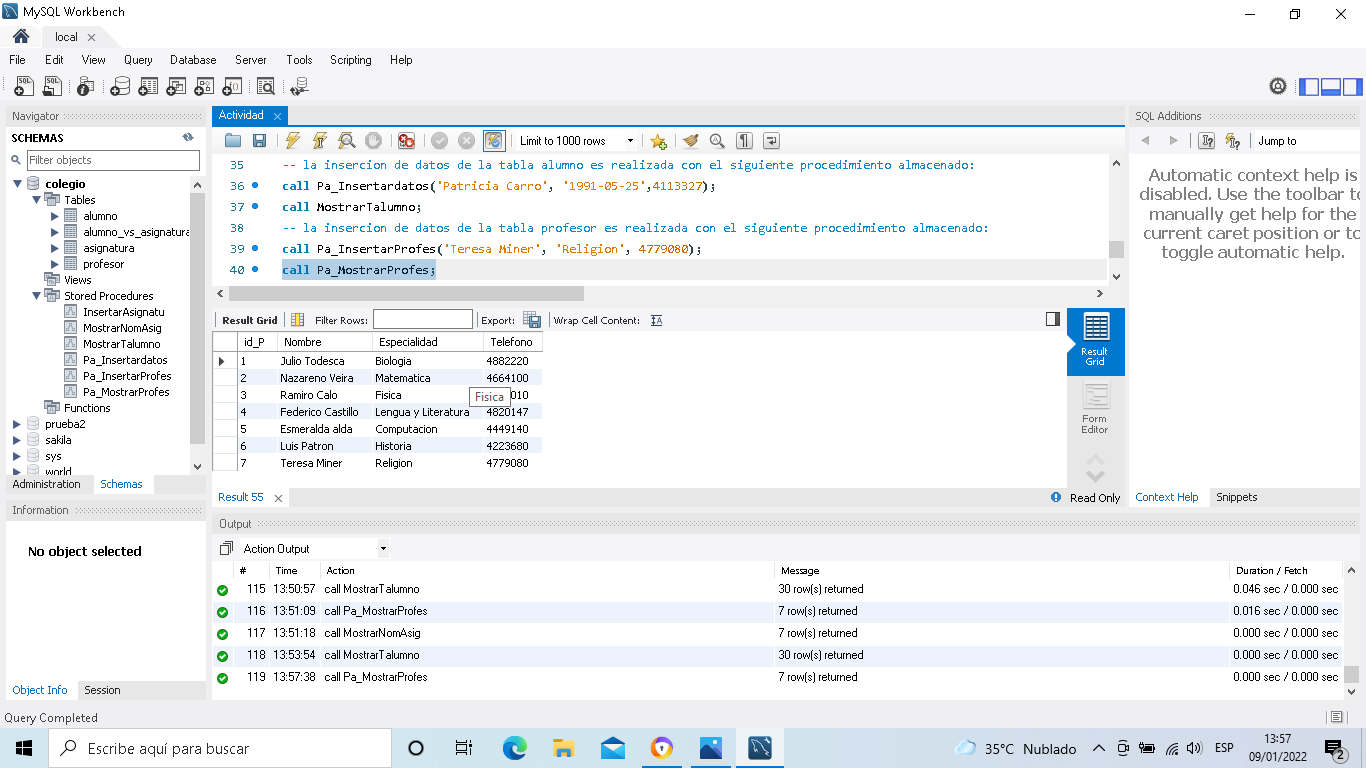 MySQL Workbench
local
File Edit View Query Database Server Tools Scripting Help
Navigator
SCHEMAS
Filter objects
colegio
Tables
alumno
alumno_vs_asignatura
asignatura
profesor
Views
Stored Procedures
InsertarAsignatu
MostrarNomAsig
MostrarTalumno
Pa_Insertardatos
Pa_InsertarProfes
Pa_MostrarProfes
Functions
prueba2
sakila
sys
world
Administration Schemas
Information
No object selected
Object Info Session
Actividad
Limit to 1000 rows
35 -- la insercion de datos de la tabla alumno es realizada con el siguiente procedimiento almacenado:
36 call Pa_Insertardatos('Patricia Carro', '1991-05-25',4113327);
37 call MostrarTalumno;
38 -- la insercion de datos de la tabla profesor es realizada con el siguiente procedimiento almacenado:
39 call Pa_InsertarProfes('Teresa Miner', 'Religion', 4779080);
40 call Pa_MostrarProfes;
Result Grid Filter Rows: Export: Wrap Cell Content:
id_P Nombre Especialidad Telefono
1 Julio Todesca Biologia 4882220
2 Nazareno Veira Matematica 4664100
3 Ramiro Calo Fisica 010
Fisica
4 Federico Castillo Lengua y Literatura 4820147
5 Esmeralda alda Computacion 4449140
6 Luis Patron Historia 4223680
7 Teresa Miner Religion 4779080
Result Grid
Form Editor
Result 55
Read Only
SQL Additions
Jump to
Automatic context help is
disabled. Use the toolbar to
manually get help for the
current caret position or to
toggle automatic help.
Context Help Snippets
Output
Action Output
# Time Action Message Duration / Fetch
115 13:50:57 call MostrarTalumno 30 row(s) returned 0.046 sec / 0.000 sec
116 13:51:09 call Pa_MostrarProfes 7 row(s) returned 0.016 sec / 0.000 sec
117 13:51:18 call MostrarNomAsig 7 row(s) returned 0.000 sec / 0.000 sec
118 13:53:54 call MostrarTalumno 30 row(s) returned 0.000 sec / 0.000 sec
119 13:57:38 call Pa_MostrarProfes 7 row(s) returned 0.000 sec / 0.000 sec
Query Completed
Escribe aquí para buscar
35°C Nublado
ESP
13:57
09/01/2022
2